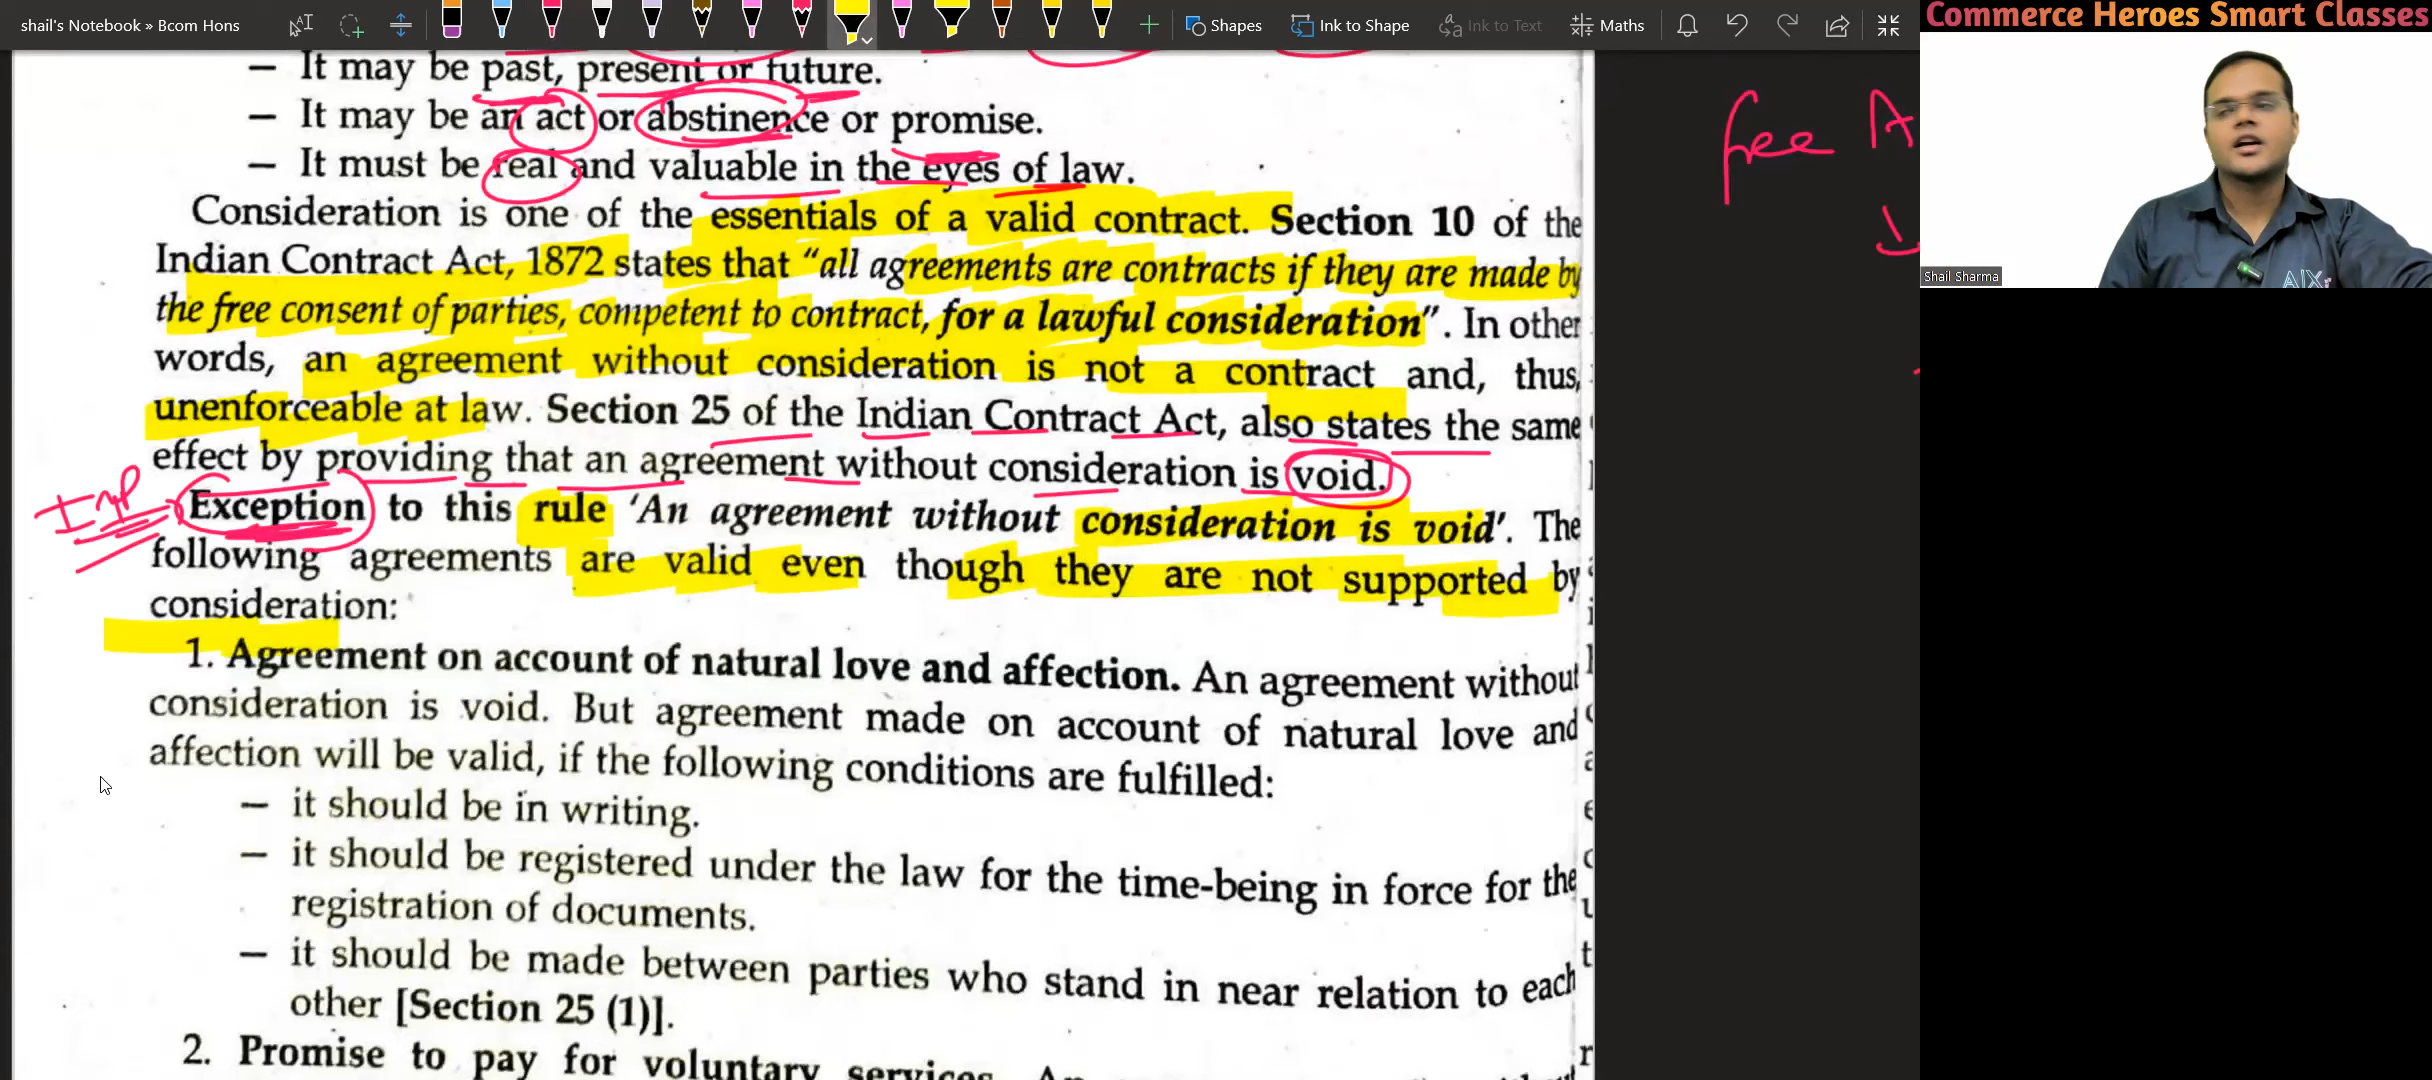 shail's Notebook » Bcom Hons
Shapes
Ink to Shape
Ink to Text
Maths
Commerce Heroes Smart Classes
Shail Sharma
free A
— It may be past, present or future.
— It may be an act or abstinence or promise.
— It must be real and valuable in the eyes of law.
Consideration is one of the essentials of a valid contract. Section 10 of the
Indian Contract Act, 1872 states that “all agreements are contracts if they are made by
the free consent of parties, competent to contract, for a lawful consideration”. In other
words, an agreement without consideration is not a contract and, thus,
unenforceable at law. Section 25 of the Indian Contract Act, also states the same
effect by providing that an agreement without consideration is void.
Imp
Exception to this rule ‘An agreement without consideration is void’. The
following agreements are valid even though they are not supported by
consideration:
1. Agreement on account of natural love and affection. An agreement without
consideration is void. But agreement made on account of natural love and
affection will be valid, if the following conditions are fulfilled:
— it should be in writing.
— it should be registered under the law for the time-being in force for the
registration of documents.
— it should be made between parties who stand in near relation to each
other [Section 25 (1)].
2. Promise to pay for voluntary services.